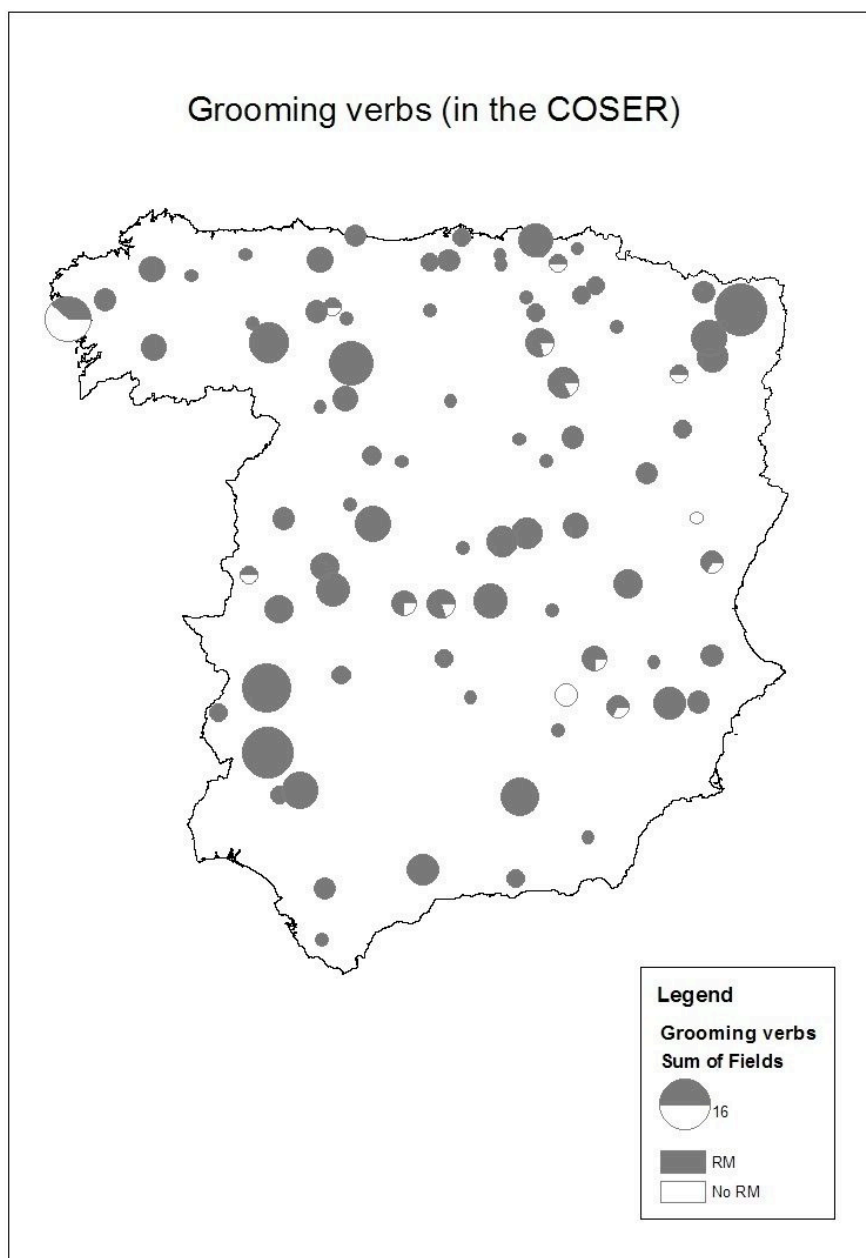 Grooming verbs (in the COSER)
Legend
Grooming verbs
Sum of Fields
16
RM
No RM